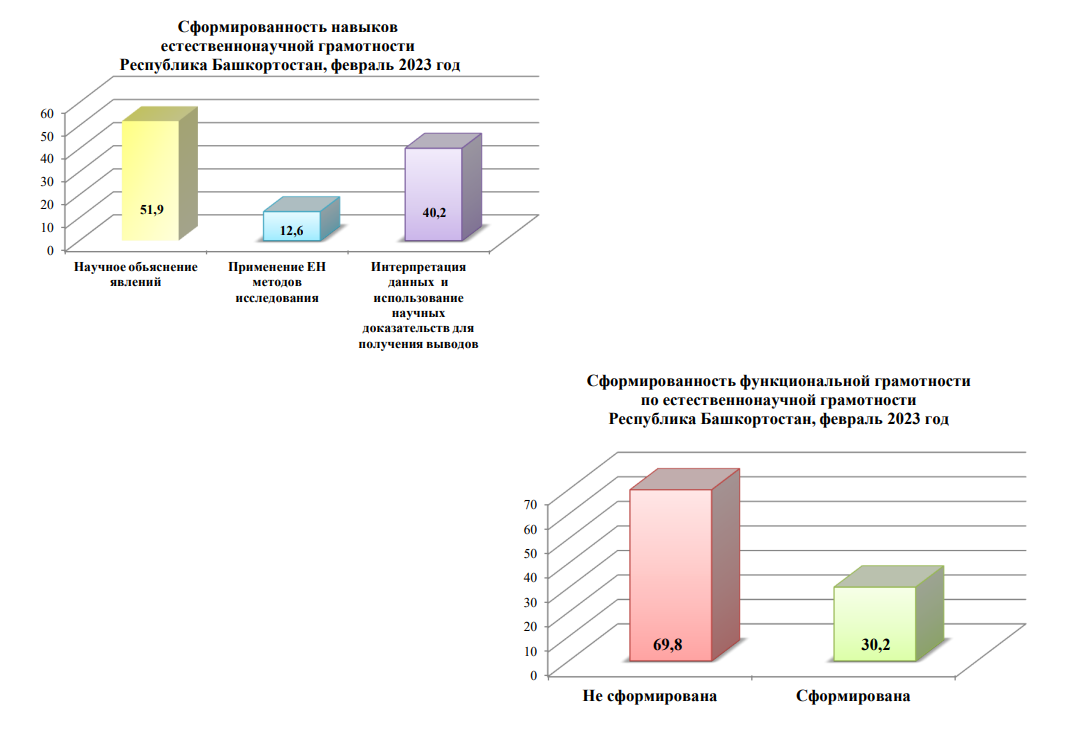 Сформированность навыков
естественнонаучной грамотности
Республика Башкортостан, февраль 2023 год
60
50
40
30
20
10
0
51,9
12,6
40,2
Научное объяснение
явлений
Применение ЕН
методов
исследования
Интерпретация
данных и
использование
научных
доказательств для
получения выводов
Сформированность функциональной грамотности
по естественнонаучной грамотности
Республика Башкортостан, февраль 2023 год
70
60
50
40
30
20
10
0
69,8
30,2
Не сформирована
Сформирована